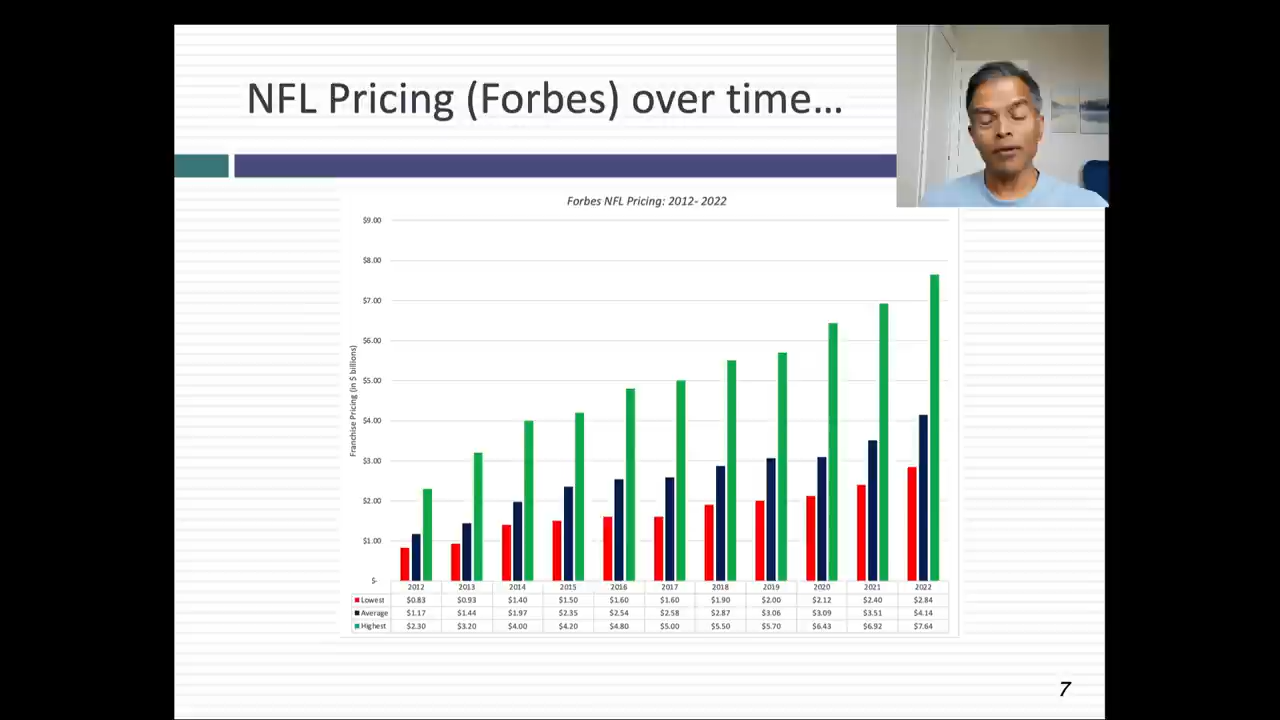 NFL Pricing (Forbes) over time…
Forbes NFL Pricing: 2012- 2022
Franchise Pricing (in $ billions)
$9.00
$8.00
$7.00
$6.00
$5.00
$4.00
$3.00
$2.00
$1.00
$-
2012 2013 2014 2015 2016 2017 2018 2019 2020 2021 2022
Lowest $0.83 $0.93 $1.40 $1.50 $1.60 $1.60 $1.90 $2.00 $2.12 $2.40 $2.84
Average $1.17 $1.44 $1.97 $2.35 $2.54 $2.58 $2.87 $3.06 $3.09 $3.51 $4.14
Highest $2.30 $3.20 $4.00 $4.20 $4.80 $5.00 $5.50 $5.70 $6.43 $6.92 $7.64
7